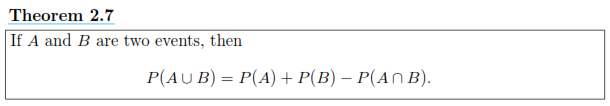 Theorem 2.7
If A and B are two events, then
P(A ∪ B) = P(A) + P(B) − P(A ∩ B).